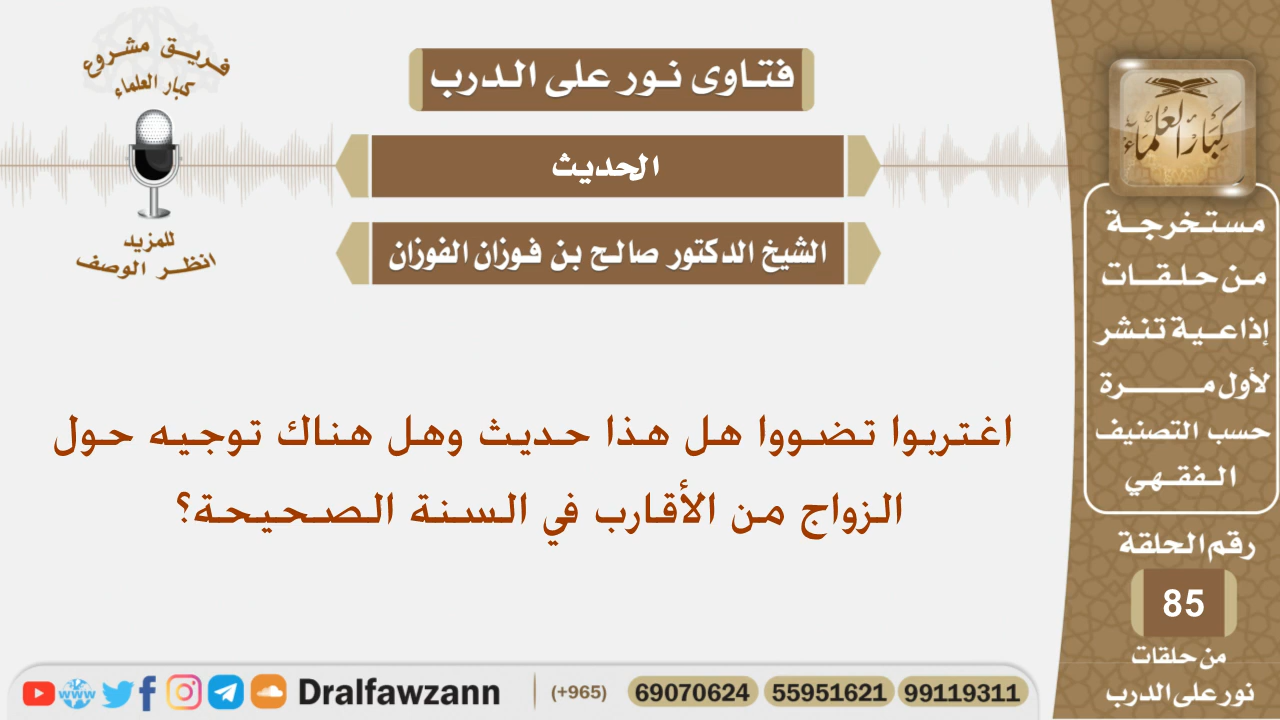 فريق مشروع
كبار العلماء
للمزيد
انظر الوصف
فتاوى نور على الدرب
الحديث
الشيخ الدكتور صالح بن فوزان الفوزان
اغتربوا تضووا هل هذا حديث وهل هناك توجيه حول
الزواج من الأقارب في السنة الصحيحة؟
كبار العلماء
مستخرجة
من حلقات
إذاعية تنشر
لأول مرة
حسب التصنيف
الفقهي
رقم الحلقة
85
من حلقات
نور على الدرب
www
Dralfawzann
(+965)
69070624
55951621
99119311